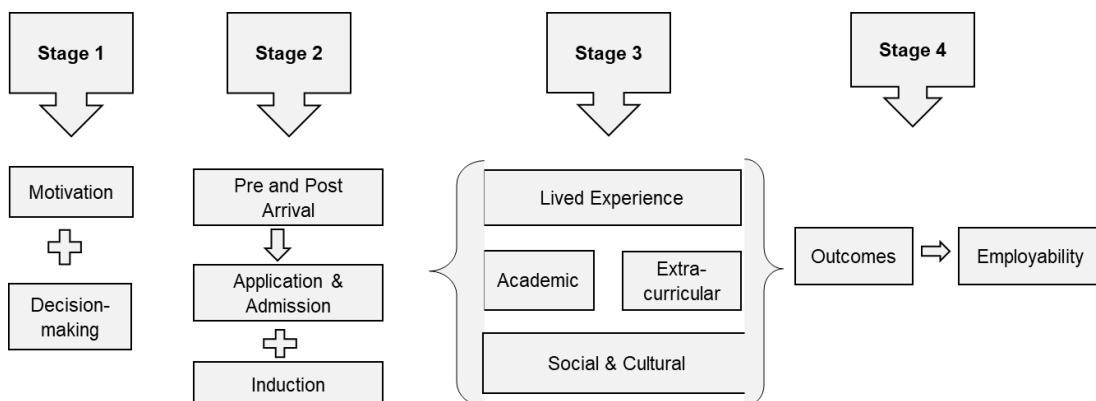 Stage 1
Stage 2
Stage 3
Stage 4
Motivation
Decision-
making
Pre and Post
Arrival
Application &
Admission
Induction
Lived Experience
Academic
Extra-
curricular
Social & Cultural
Outcomes
Employability